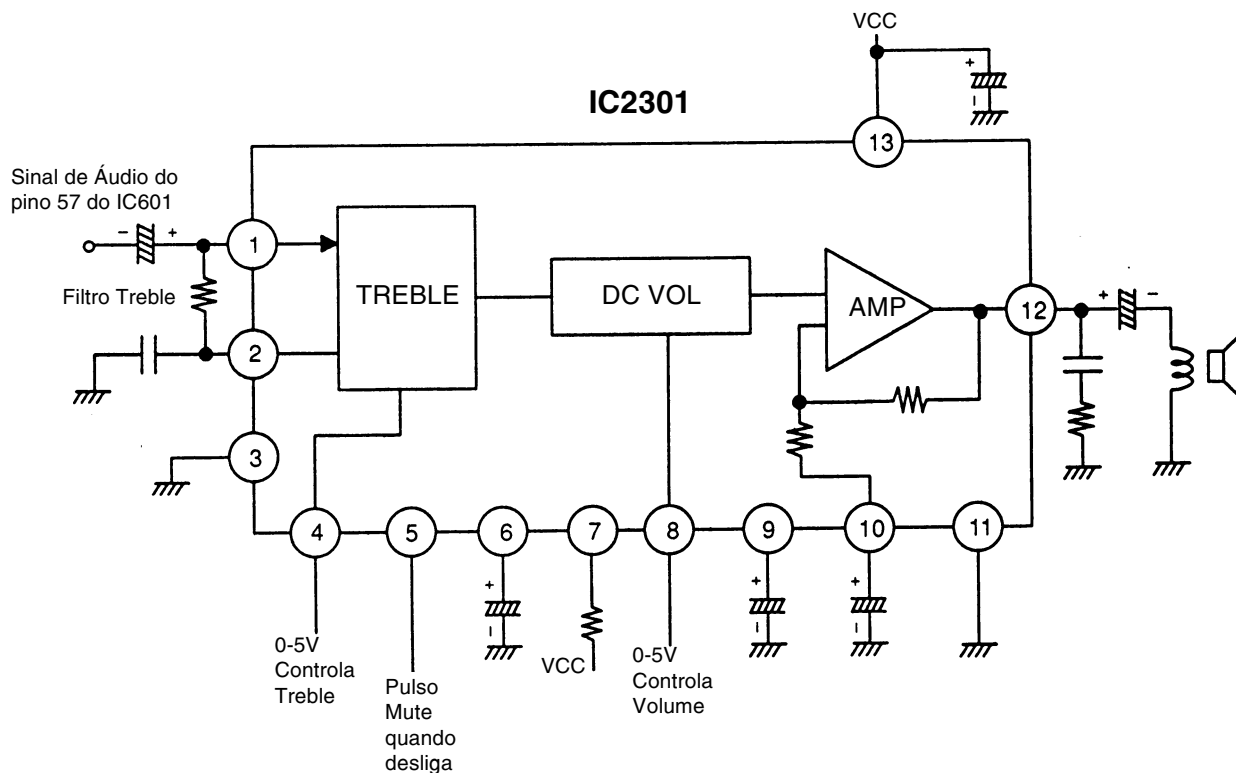 VCC
+
−
IC2301
13
Sinal de Áudio do
pino 57 do IC601
− +
1
TREBLE
DC VOL
AMP
12
+ −
Filtro Treble
2
3
4
5
6
7
8
9
10
11
+
−
+
−
+
−
0-5V
Controla
Treble
Pulso
Mute
quando
desliga
VCC
0-5V
Controla
Volume